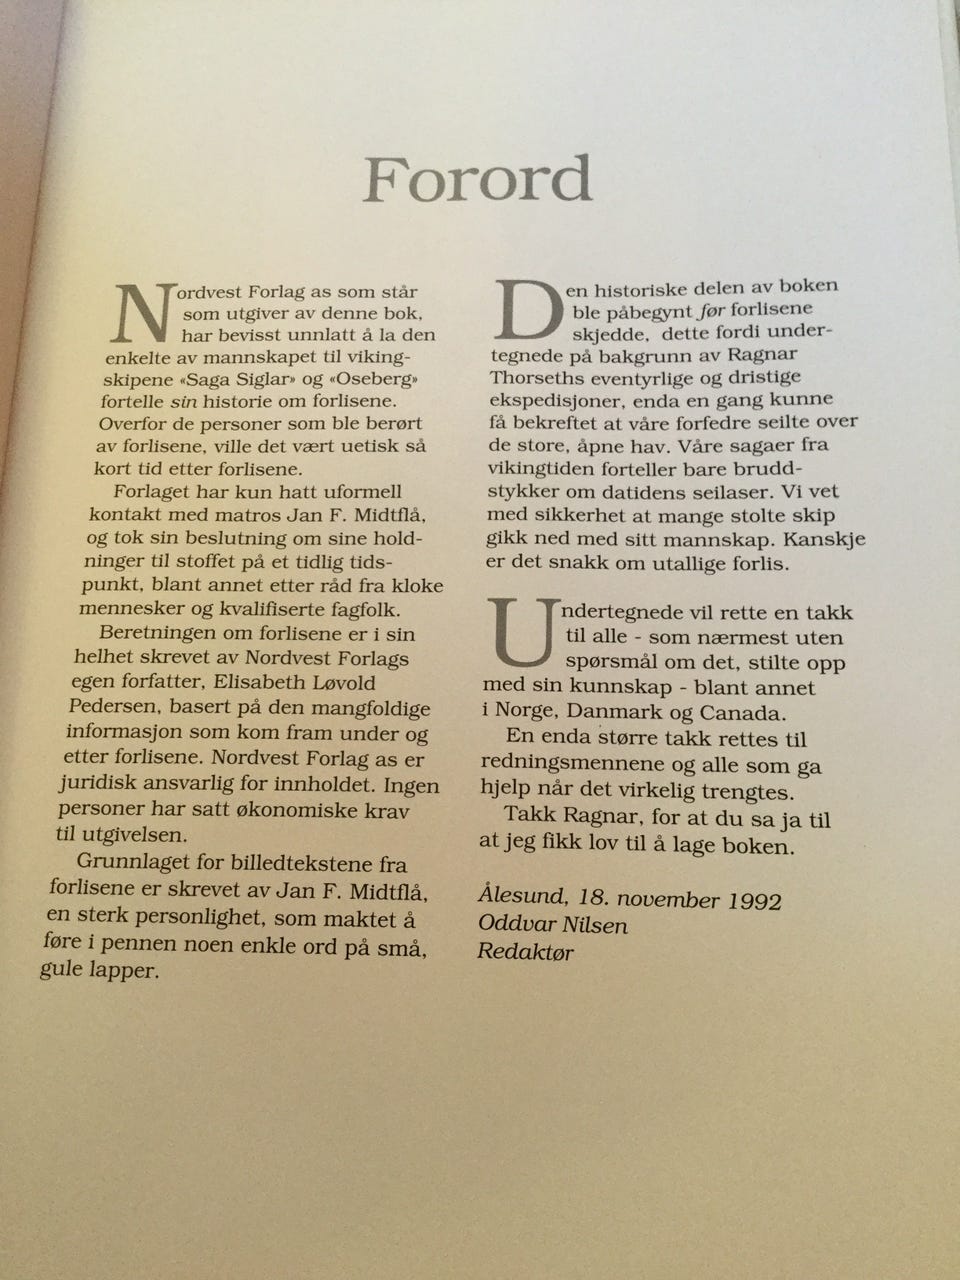 Forord
Nordvest Forlag as som står
som utgiver av denne bok,
har bevisst unnlatt å la den
enkelte av mannskapet til viking-
skipene «Saga Siglar» og «Oseberg»
fortelle sin historie om forlisene.
Overfor de personer som ble berørt
av forlisene, ville det vært uetisk så
kort tid etter forlisene.
Forlaget har kun hatt uformell
kontakt med matros Jan F. Midtflå,
og tok sin beslutning om sine hold-
ninger til stoffet på et tidlig tids-
punkt, blant annet etter råd fra kloke
mennesker og kvalifiserte fagfolk.
Beretningen om forlisene er i sin
helhet skrevet av Nordvest Forlags
egen forfatter, Elisabeth Løvold
Pedersen, basert på den mangfoldige
informasjon som kom fram under og
etter forlisene. Nordvest Forlag as er
juridisk ansvarlig for innholdet. Ingen
personer har satt økonomiske krav
til utgivelsen.
Grunnlaget for billedtekstene fra
forlisene er skrevet av Jan F. Midtflå,
en sterk personlighet, som maktet å
føre i pennen noen enkle ord på små,
gule lapper.
Den historiske delen av boken
ble påbegynt før forlisene
skjedde, dette fordi under-
tegnede på bakgrunn av Ragnar
Thorseths eventyrlige og dristige
ekspedisjoner, enda en gang kunne
få bekreftet at våre forfedre seilte over
de store, åpne hav. Våre sagaer fra
vikingtiden forteller bare brudd-
stykker om datidens seilaser. Vi vet
med sikkerhet at mange stolte skip
gikk ned med sitt mannskap. Kanskje
er det snakk om utallige forlis.
Undertegnede vil rette en takk
til alle - som nærmest uten
spørsmål om det, stilte opp
med sin kunnskap - blant annet
i Norge, Danmark og Canada.
En enda større takk rettes til
redningsmennene og alle som ga
hjelp når det virkelig trengtes.
Takk Ragnar, for at du sa ja til
at jeg fikk lov til å lage boken.
Ålesund, 18. november 1992
Oddvar Nilsen
Redaktør